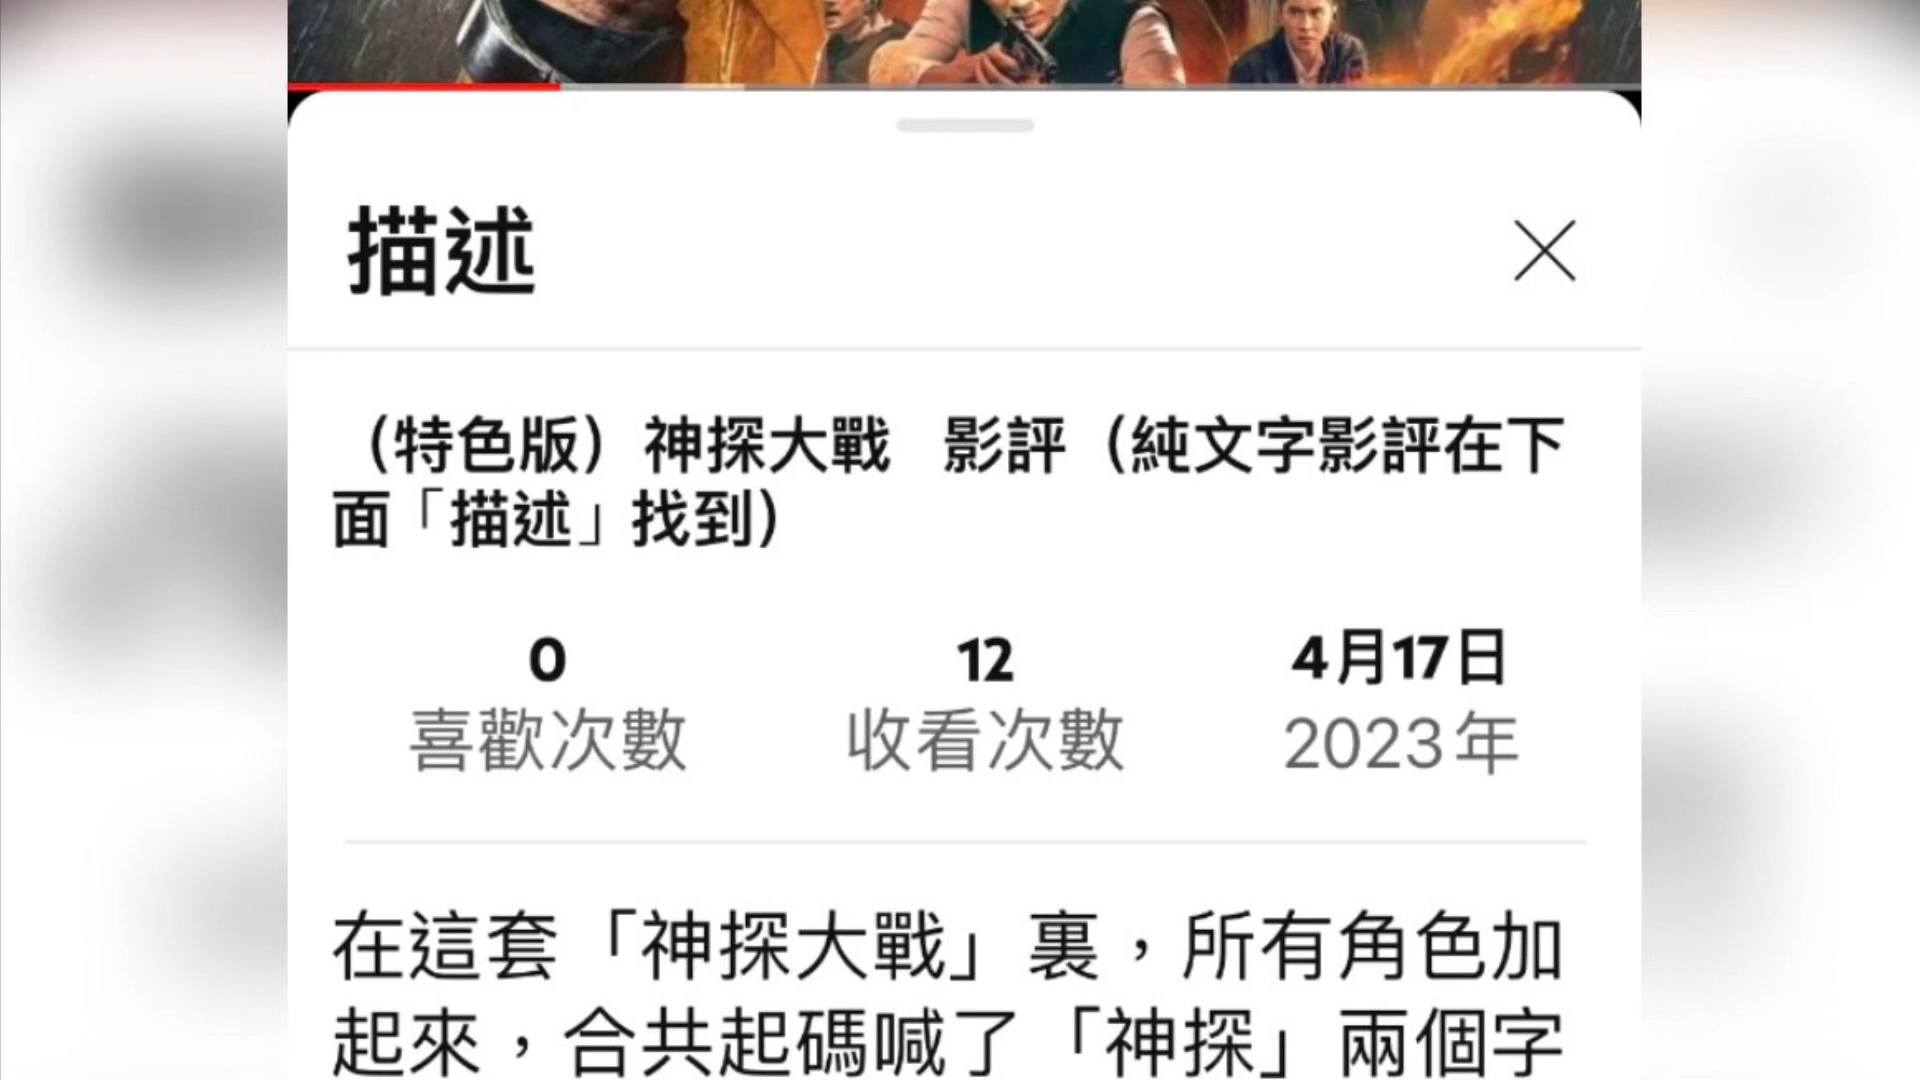 描述
（特色版）神探大戰 影評（純文字影評在下
面「描述」找到）
0 12 4月17日
喜歡次數 收看次數 2023年
在這套「神探大戰」裏，所有角色加
起來，合共起碼喊了「神探」兩個字